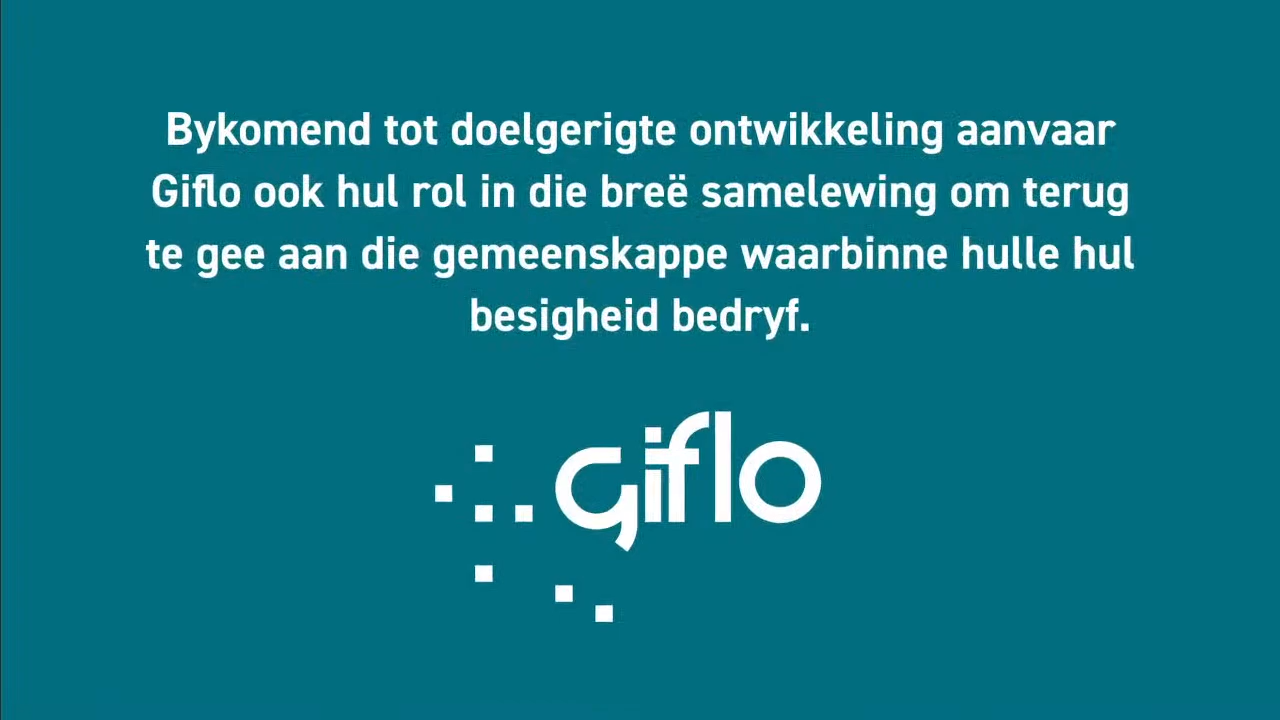 Bykomend tot doelgerigte ontwikkeling aanvaar
Giflo ook hul rol in die breë samelewing om terug
te gee aan die gemeenskappe waarbinne hulle hul
besigheid bedryf.
giflo